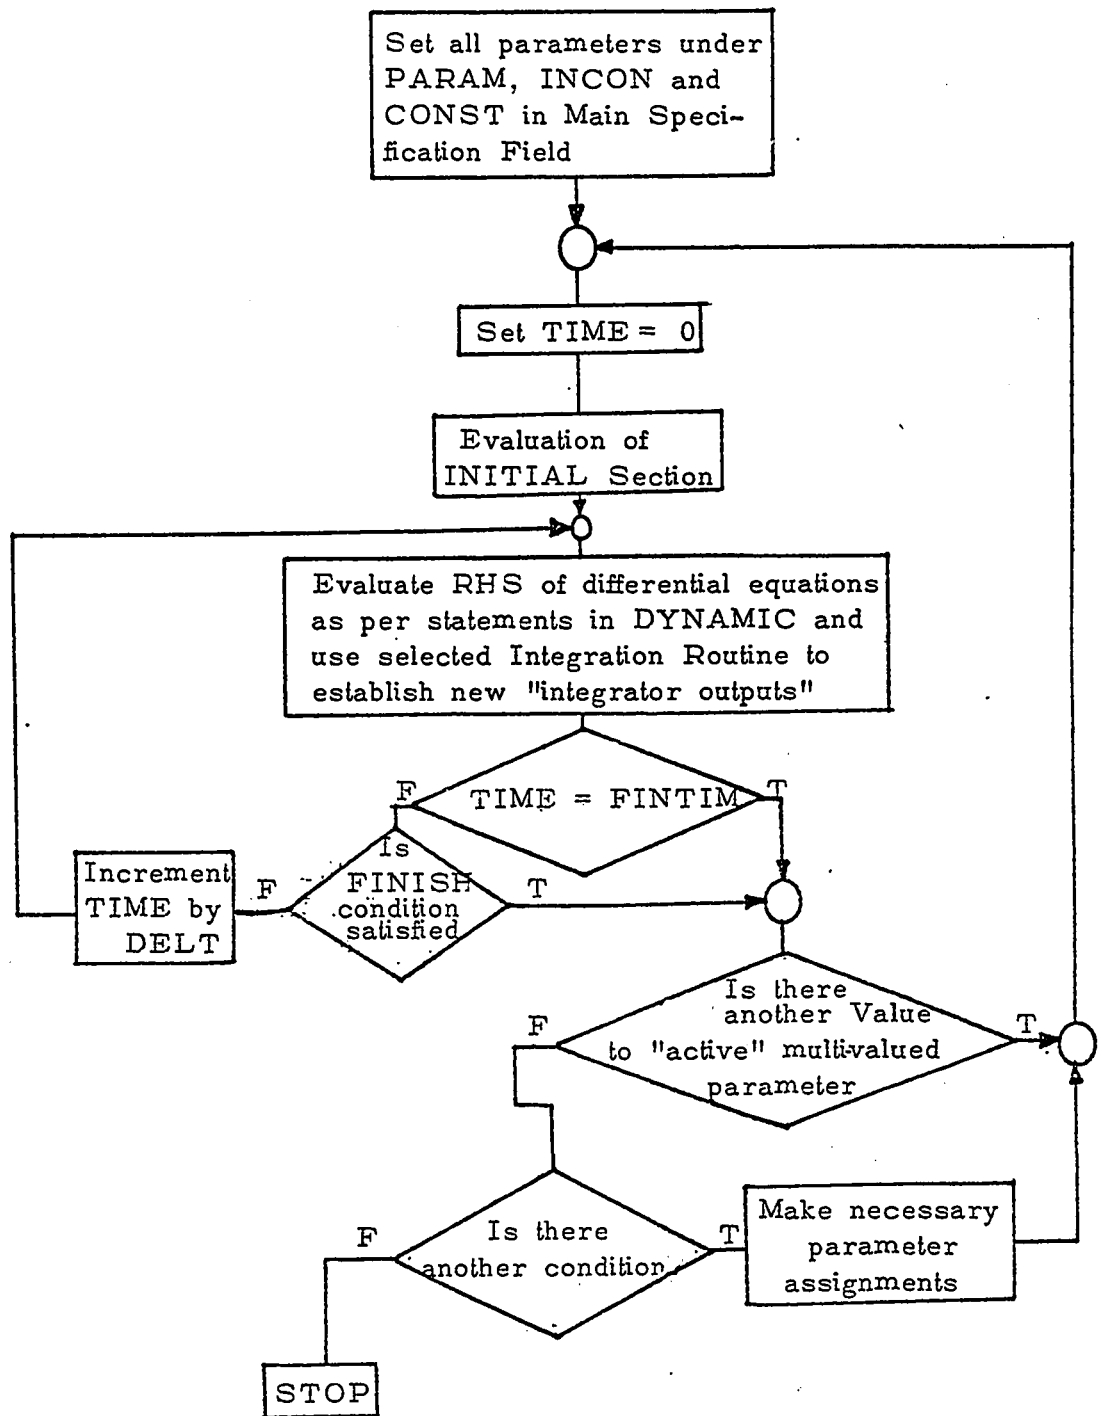 Set all parameters under
PARAM, INCON and
CONST in Main Speci-
fication Field
Set TIME = 0
Evaluation of
INITIAL Section
Evaluate RHS of differential equations
as per statements in DYNAMIC and
use selected Integration Routine to
establish new "integrator outputs"
F
TIME = FINTIM
T
Is
FINISH
condition
satisfied
F
T
Increment
TIME by
DELT
Is there
another Value
to "active" multi-valued
parameter
F
T
Is there
another condition
F
T
Make necessary
parameter
assignments
STOP